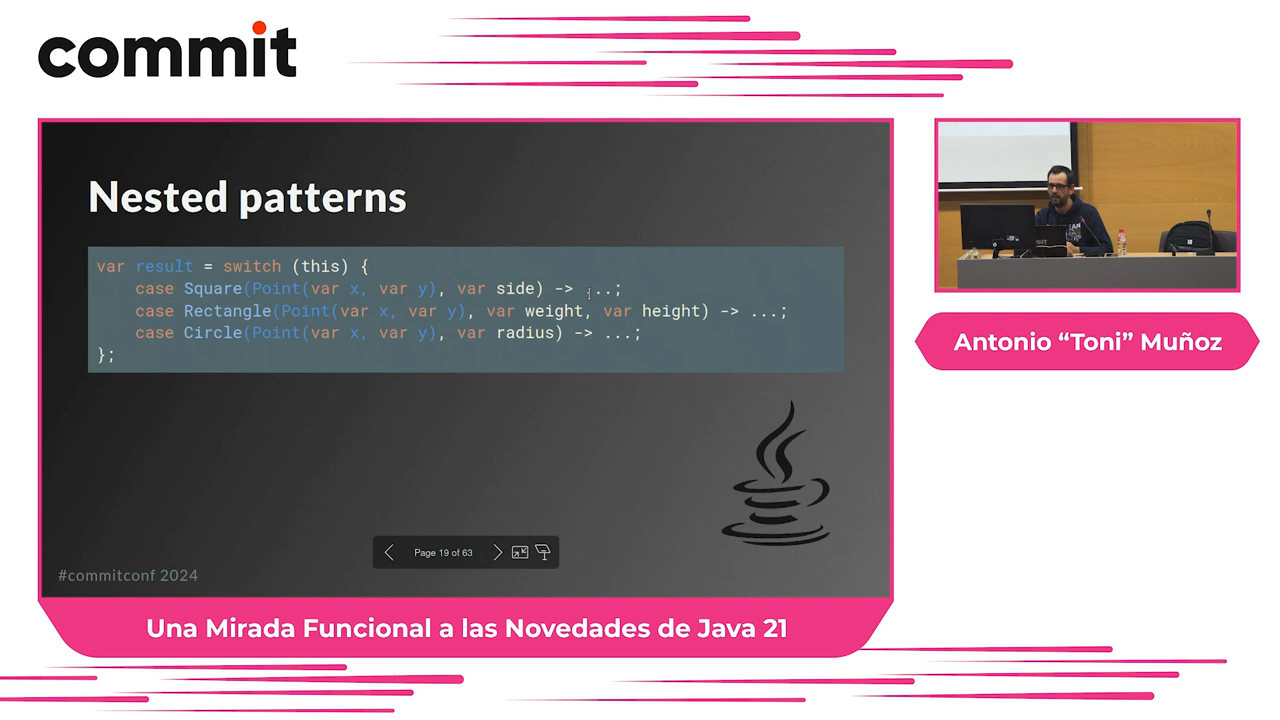 commit
Nested patterns
var result = switch (this) {
case Square(Point(var x, var y), var side) -> ...;
case Rectangle(Point(var x, var y), var weight, var height) -> ...;
case Circle(Point(var x, var y), var radius) -> ...;
};
Page 19 of 63
#commitconf 2024
Antonio “Toni” Muñoz
Una Mirada Funcional a las Novedades de Java 21